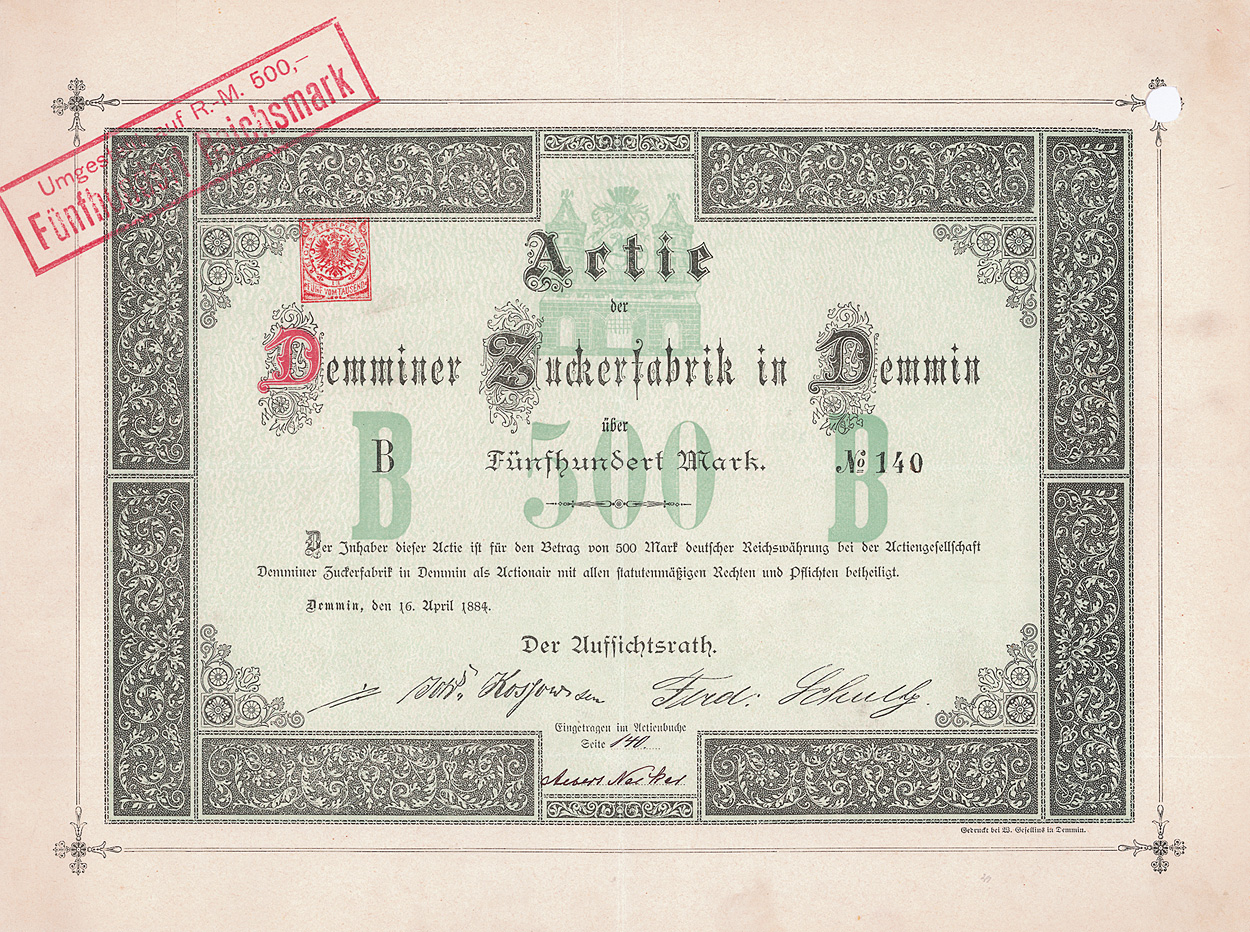 Umgestellt auf R.-M. 500,-
Fünfhundert Reichsmark
FÜNF VOM TAUSEND
Actie
der
Demminer Zuckerfabrik in Demmin
über
B 500 B
B Fünfhundert Mark. No 140
Der Inhaber dieser Actie ist für den Betrag von 500 Mark deutscher Reichswährung bei der Actiengesellschaft
Demminer Zuckerfabrik in Demmin als Actionair mit allen statutenmäßigen Rechten und Pflichten betheiligt.
Demmin, den 16. April 1884.
Der Aufsichtsrath.
Ferd: Schultz.
Eingetragen im Actienbuche
Seite 140
Gedruckt bei W. Gesellius in Demmin.